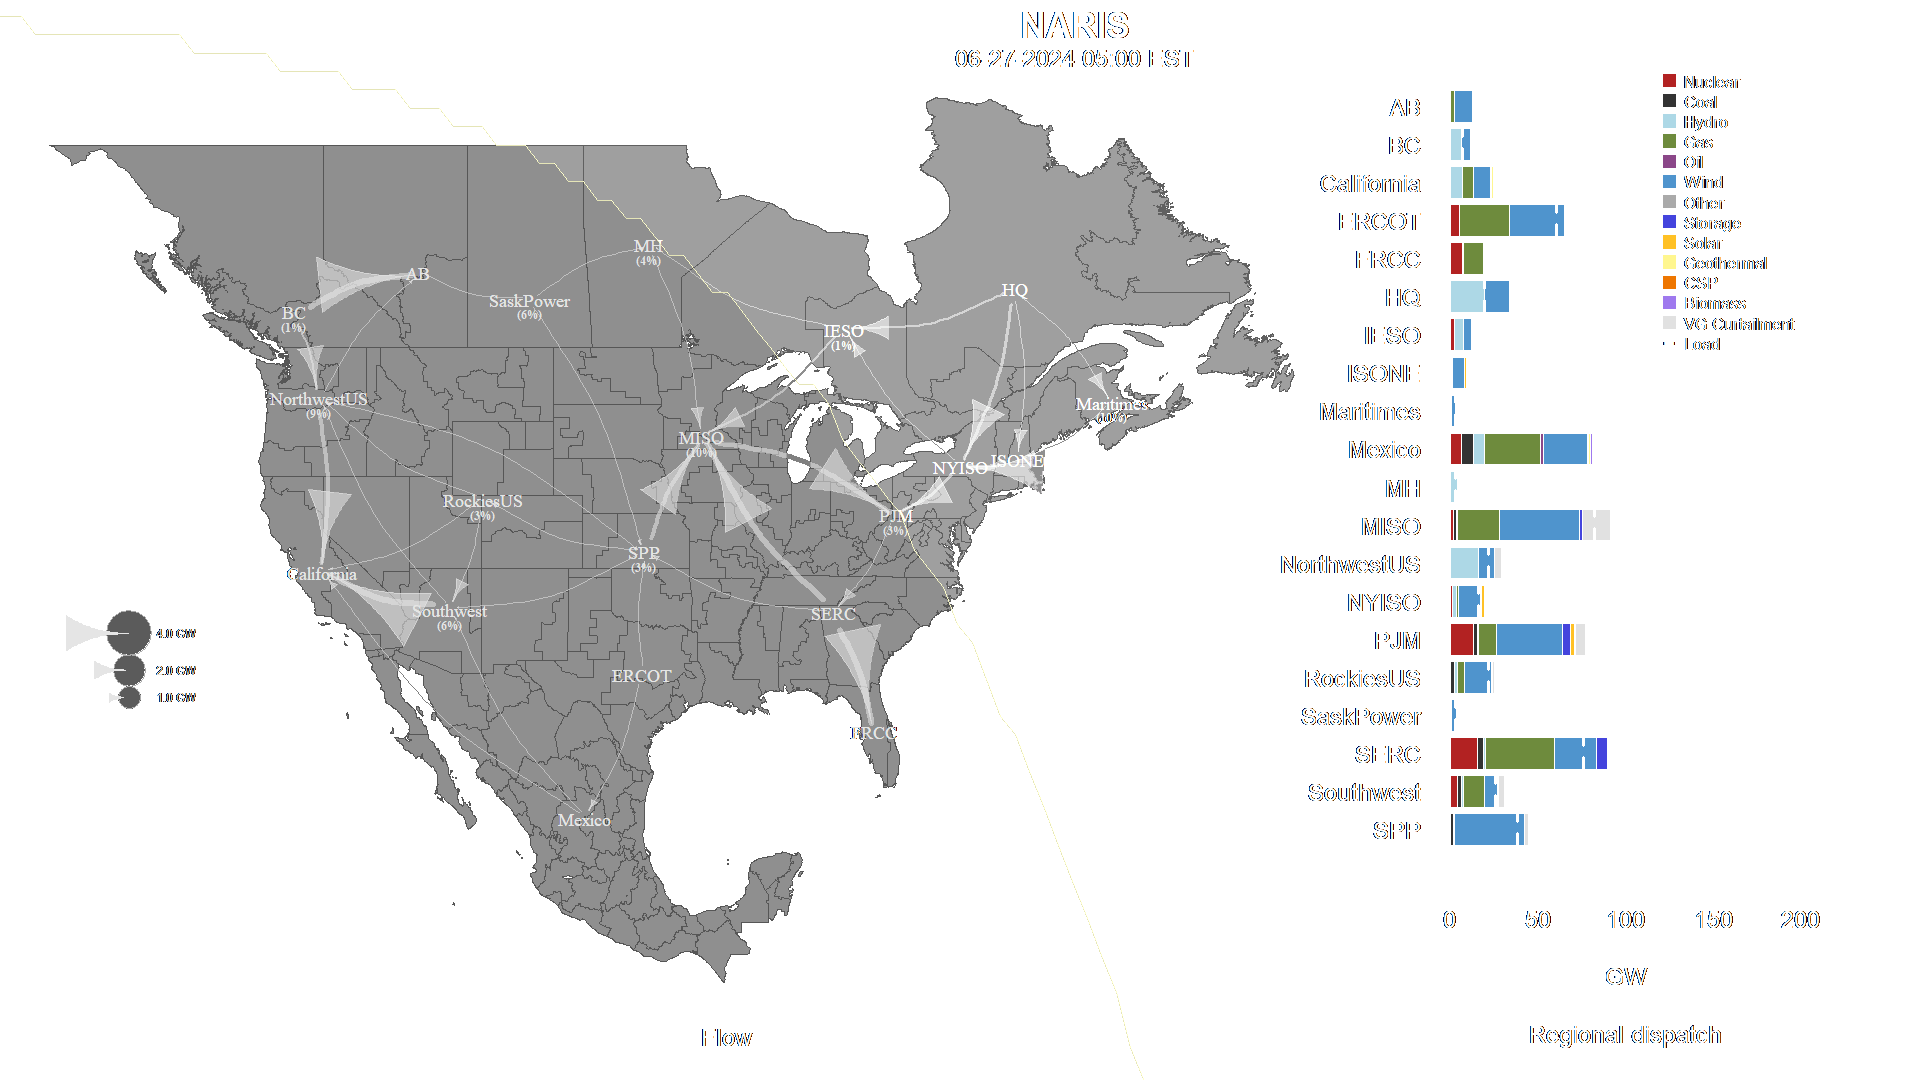 NARIS
06-27-2024 05:00 EST
MH
(4%)
AB
SaskPower
(6%)
BC
(1%)
HQ
IESO
(1%)
NorthwestUS
(9%)
Maritimes
MISO
(10%)
NYISO
ISONE
RockiesUS
(3%)
PJM
(3%)
SPP
(3%)
California
Southwest
(6%)
SERC
ERCOT
FRCC
Mexico
4.0 GW
2.0 GW
1.0 GW
Flow
AB
BC
California
ERCOT
FRCC
HQ
IESO
ISONE
Maritimes
Mexico
MH
MISO
NorthwestUS
NYISO
PJM
RockiesUS
SaskPower
SERC
Southwest
SPP
0 50 100 150 200
GW
Regional dispatch
Nuclear
Coal
Hydro
Gas
Oil
Wind
Other
Storage
Solar
Geothermal
CSP
Biomass
VG Curtailment
Load